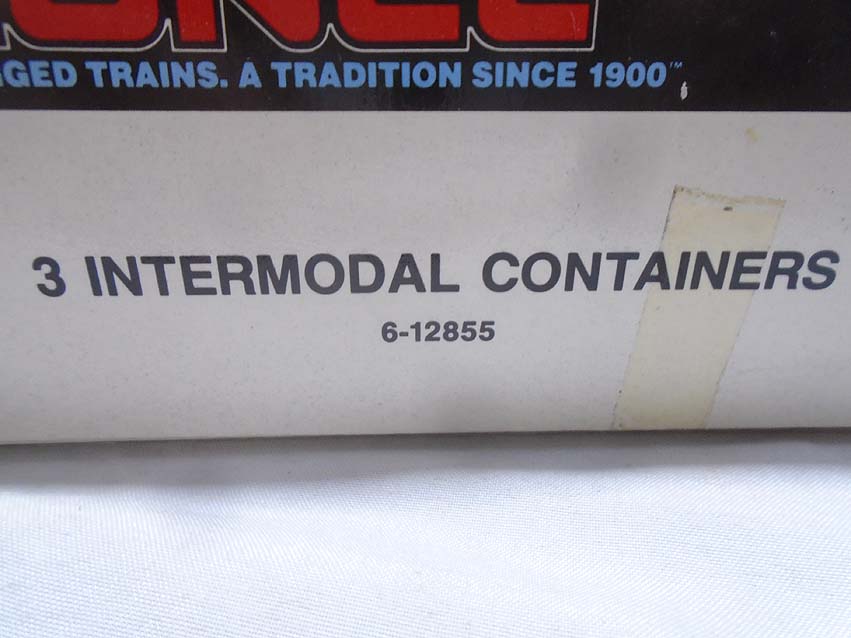 GED TRAINS. A TRADITION SINCE 1900™
3 INTERMODAL CONTAINERS
6-12855